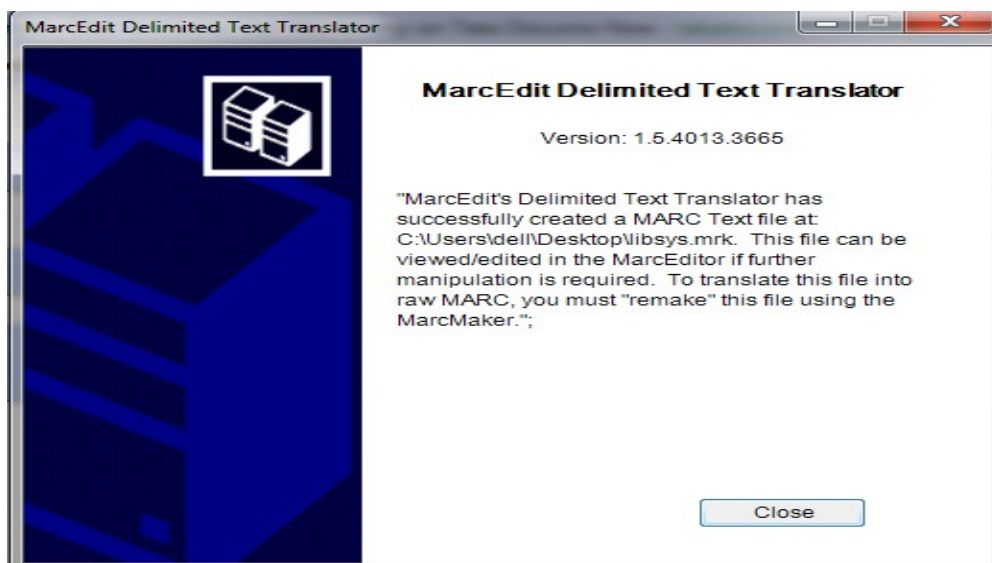 MarcEdit Delimited Text Translator
MarcEdit Delimited Text Translator
Version: 1.5.4013.3665
"MarcEdit's Delimited Text Translator has
successfully created a MARC Text file at:
C:\Users\dell\Desktop\libsys.mrk. This file can be
viewed/edited in the MarcEditor if further
manipulation is required. To translate this file into
raw MARC, you must "remake" this file using the
MarcMaker.";
Close